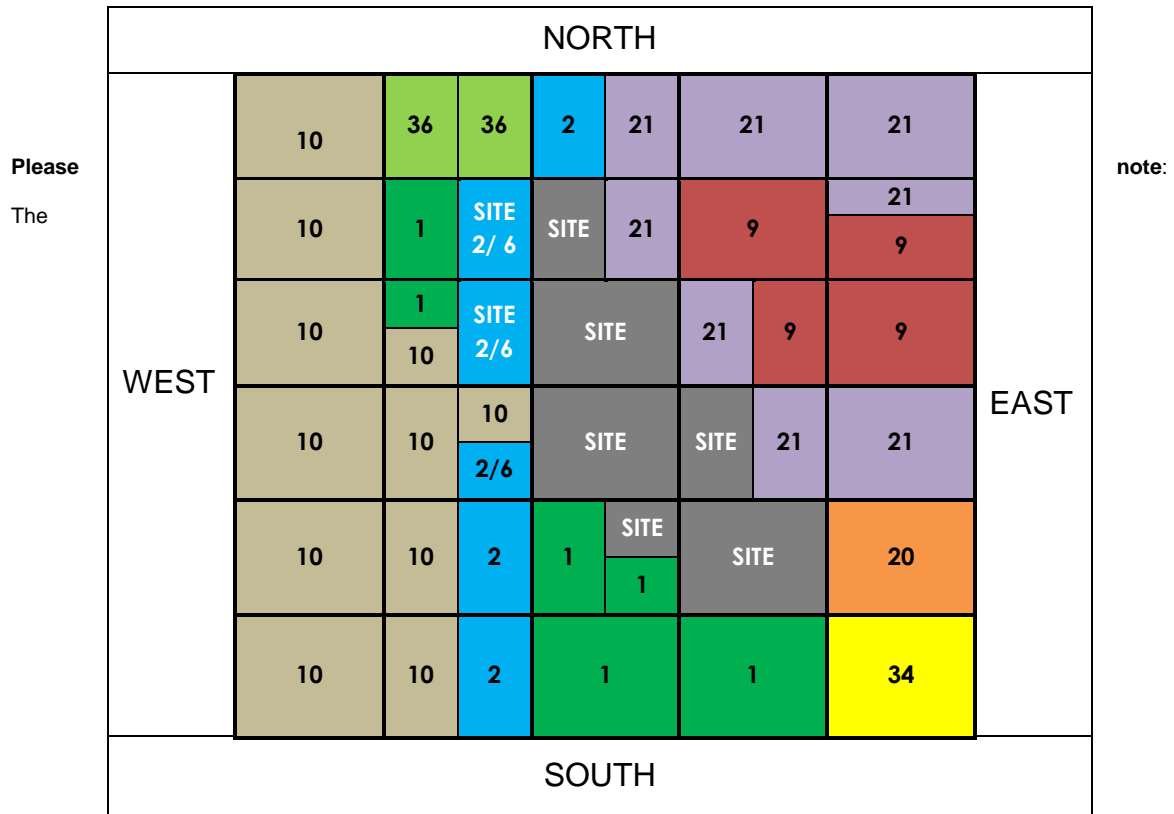 NORTH
10 36 36 2 21 21 21
Please note:
The
10 1 SITE 2/ 6 SITE 21 9 21
9
10 1 SITE 2/6 SITE 21 9 9
10
WEST EAST
10 10 10 SITE SITE 21 21
2/6
10 10 2 1 SITE SITE 20
1
10 10 2 1 1 34
SOUTH